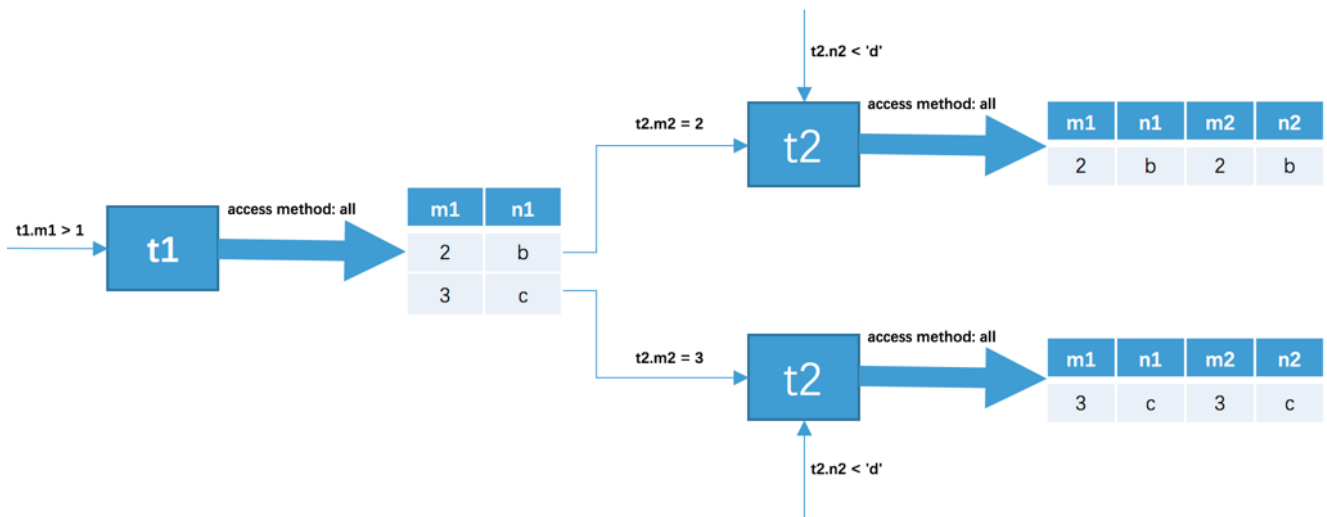 t1.m1 > 1
t1
access method: all
m1 n1
2 b
3 c
t2.m2 = 2
t2.n2 < 'd'
t2
access method: all
m1 n1 m2 n2
2 b 2 b
t2.m2 = 3
t2
access method: all
m1 n1 m2 n2
3 c 3 c
t2.n2 < 'd'